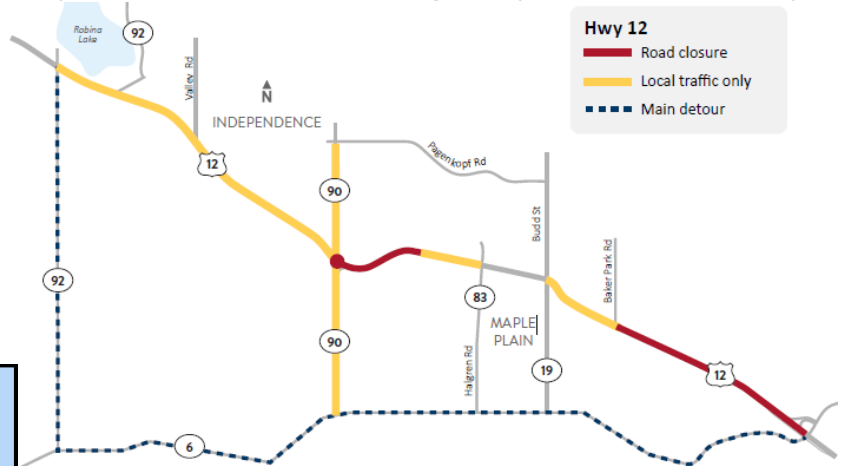 Robina
Lake
92
Valley Rd
N
INDEPENDENCE
12
Hwy 12
Road closure
Local traffic only
Main detour
Pagenkopf Rd
90
Budd St
Baker Park Rd
92
83
MAPLE
PLAIN
90
Halgren Rd
19
12
6